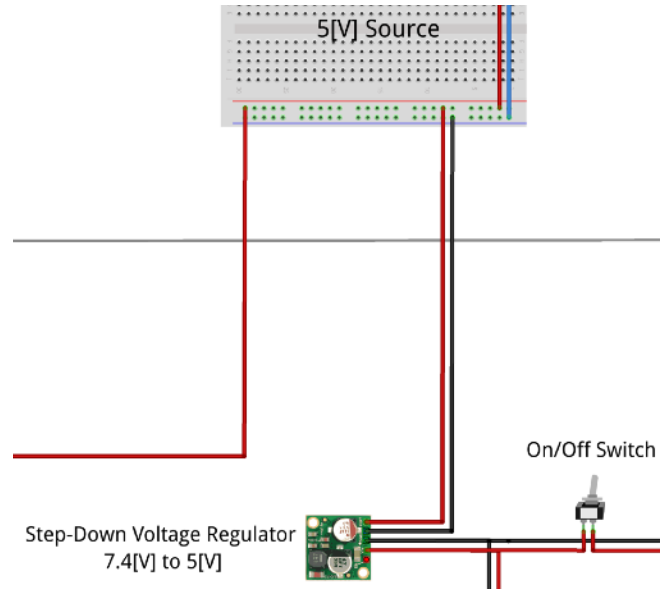 5[V] Source
On/Off Switch
Step-Down Voltage Regulator
7.4[V] to 5[V]